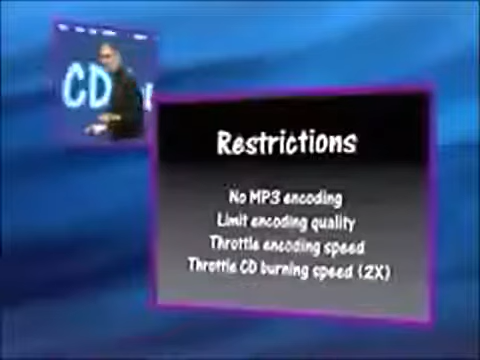 CD
Restrictions
No MP3 encoding
Limit encoding quality
Throttle encoding speed
Throttle CD burning speed (2X)